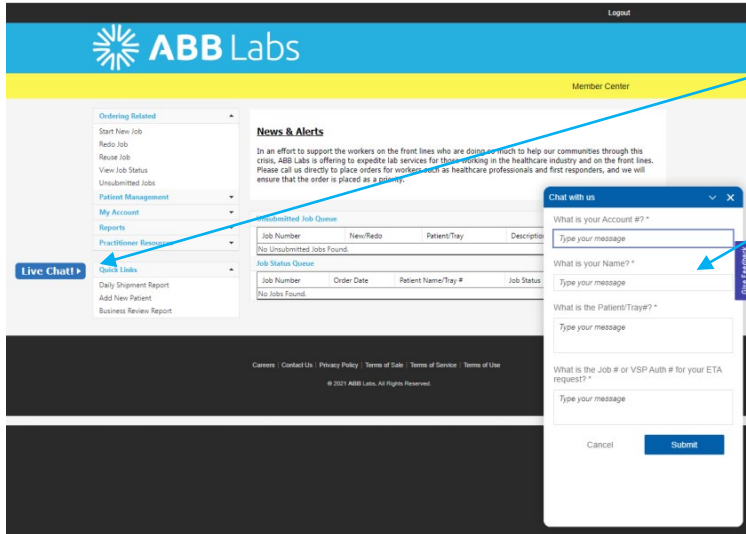 Logout
ABB Labs
Member Center
Ordering Related
Start New Job
Redo Job
Reuse Job
View Job Status
Unsubmitted Jobs
Patient Management
My Account
Reports
Practitioner Resources
Live Chat!
Quick Links
Daily Shipment Report
Add New Patient
Business Review Report
News & Alerts
In an effort to support the workers on the front lines who are doing so much to help our communities through this
crisis, ABB Labs is offering to expedite lab services for those working in the healthcare industry and on the front lines.
Please call us directly to place orders for workers such as healthcare professionals and first responders, and we will
ensure that the order is placed as a priority.
Unsubmitted Job Queue
Job Number New/Redo Patient/Tray Description
No Unsubmitted Jobs Found.
Job Status Queue
Job Number Order Date Patient Name/Tray # Job Status
No Jobs Found.
Careers | Contact Us | Privacy Policy | Terms of Sale | Terms of Service | Terms of Use
© 2021 ABB Labs, All Rights Reserved.
Chat with us
What is your Account #? *
Type your message
What is your Name? *
Type your message
What is the Patient/Tray#? *
Type your message
What is the Job # or VSP Auth # for your ETA
request? *
Type your message
Cancel Submit
Give Feedback